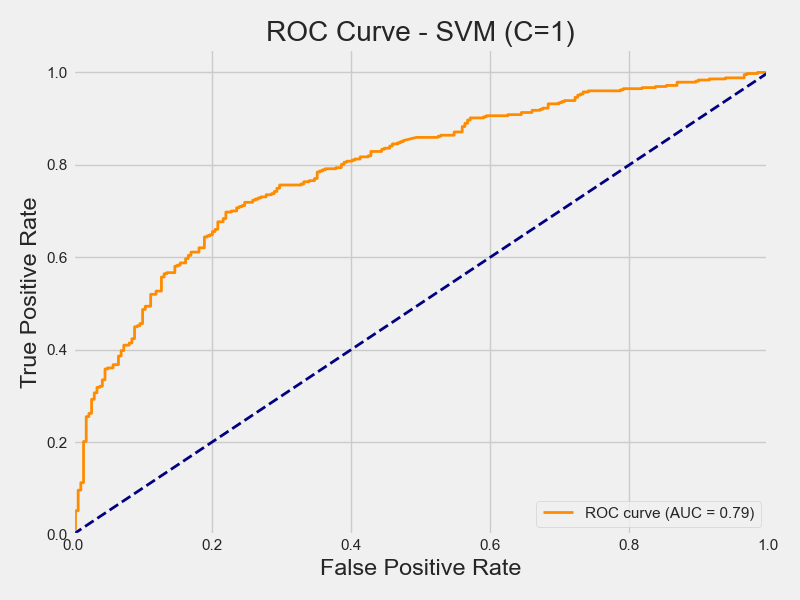 ROC Curve - SVM (C=1)
True Positive Rate
1.0
0.8
0.6
0.4
0.2
0.0
ROC curve (AUC = 0.79)
0.0 0.2 0.4 0.6 0.8 1.0
False Positive Rate